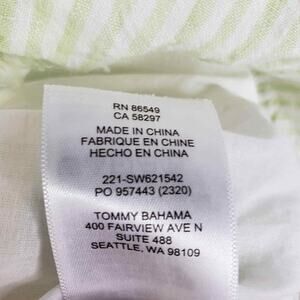 RN 86549
CA 58297
MADE IN CHINA
FABRIQUE EN CHINE
HECHO EN CHINA
221-SW621542
PO 957443 (2320)
TOMMY BAHAMA
400 FAIRVIEW AVE N
SUITE 488
SEATTLE, WA 98109